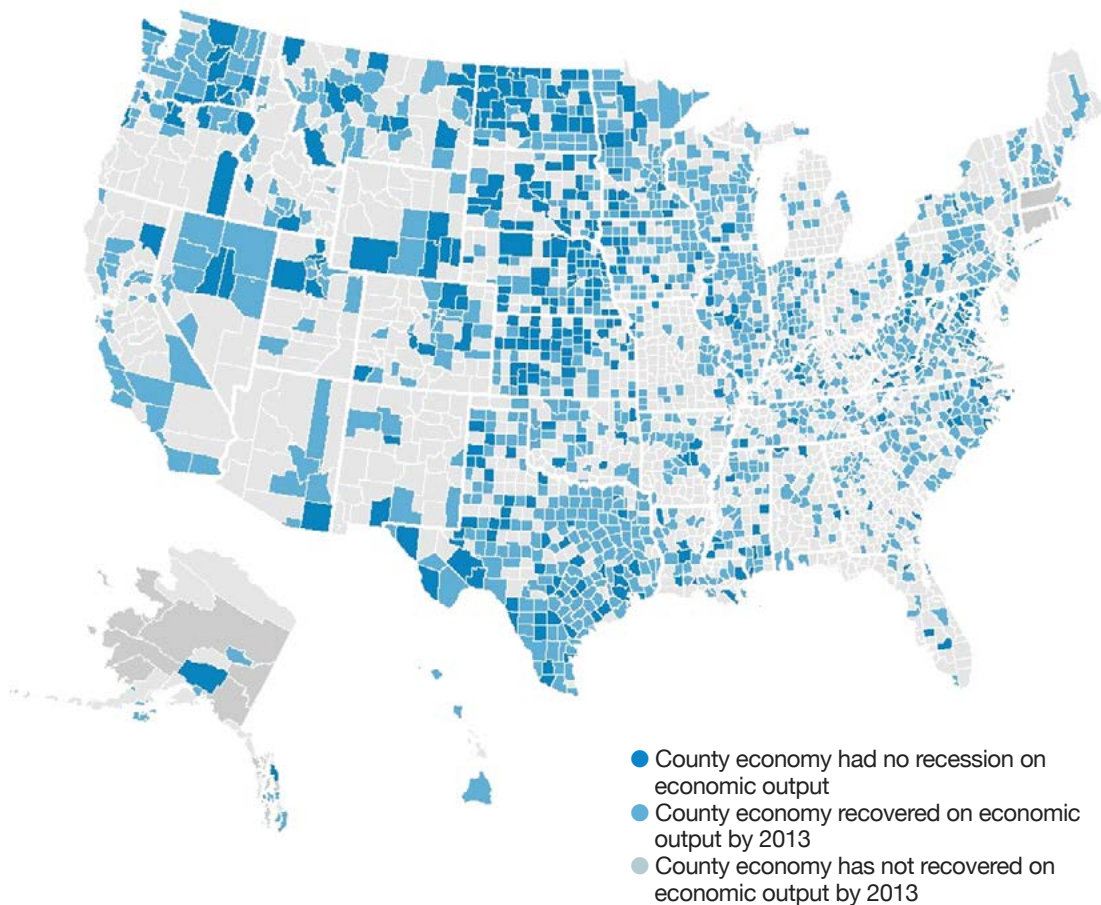 County economy had no recession on
economic output
County economy recovered on economic
output by 2013
County economy has not recovered on
economic output by 2013